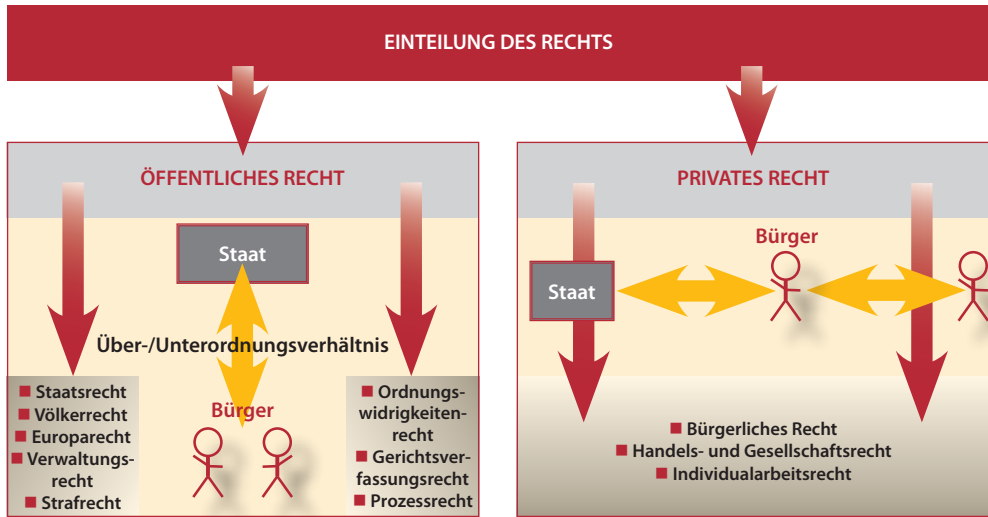 EINTEILUNG DES RECHTS
ÖFFENTLICHES RECHT
Staat
Über-/Unterordnungsverhältnis
Bürger
■ Staatsrecht
■ Völkerrecht
■ Europarecht
■ Verwaltungs-
recht
■ Strafrecht
■ Ordnungs-
widrigkeiten-
recht
■ Gerichtsver-
fassungsrecht
■ Prozessrecht
PRIVATES RECHT
Bürger
Staat
■ Bürgerliches Recht
■ Handels- und Gesellschaftsrecht
■ Individualarbeitsrecht